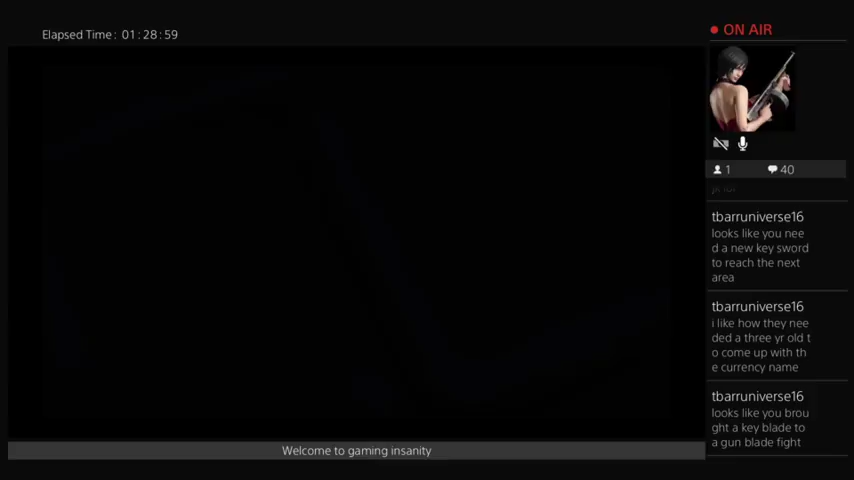 Elapsed Time: 01:28:59
ON AIR
1 40
tbarruniverse16
looks like you nee
d a new key sword
to reach the next
area
tbarruniverse16
i like how they nee
ded a three yr old t
o come up with th
e currency name
tbarruniverse16
looks like you brou
ght a key blade to
a gun blade fight
Welcome to gaming insanity